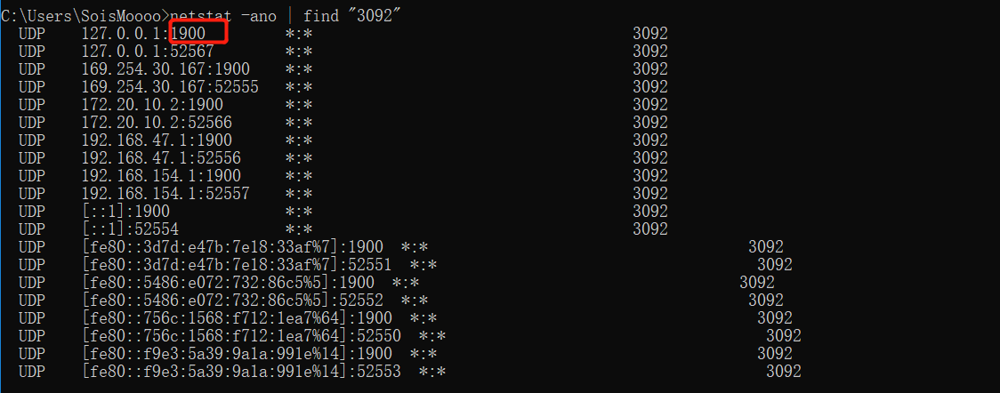 C:\Users\SoisMoooo>netstat -ano | find "3092"
UDP 127.0.0.1:1900 *:* 3092
UDP 127.0.0.1:52567 *:* 3092
UDP 169.254.30.167:1900 *:* 3092
UDP 169.254.30.167:52555 *:* 3092
UDP 172.20.10.2:1900 *:* 3092
UDP 172.20.10.2:52566 *:* 3092
UDP 192.168.47.1:1900 *:* 3092
UDP 192.168.47.1:52556 *:* 3092
UDP 192.168.154.1:1900 *:* 3092
UDP 192.168.154.1:52557 *:* 3092
UDP [::1]:1900 *:* 3092
UDP [::1]:52554 *:* 3092
UDP [fe80::3d7d:e47b:7e18:33af%7]:1900 *:* 3092
UDP [fe80::3d7d:e47b:7e18:33af%7]:52551 *:* 3092
UDP [fe80::5486:e072:732:86c5%5]:1900 *:* 3092
UDP [fe80::5486:e072:732:86c5%5]:52552 *:* 3092
UDP [fe80::756c:1568:f712:1ea7%64]:1900 *:* 3092
UDP [fe80::756c:1568:f712:1ea7%64]:52550 *:* 3092
UDP [fe80::f9e3:5a39:9a1a:991e%14]:1900 *:* 3092
UDP [fe80::f9e3:5a39:9a1a:991e%14]:52553 *:* 3092